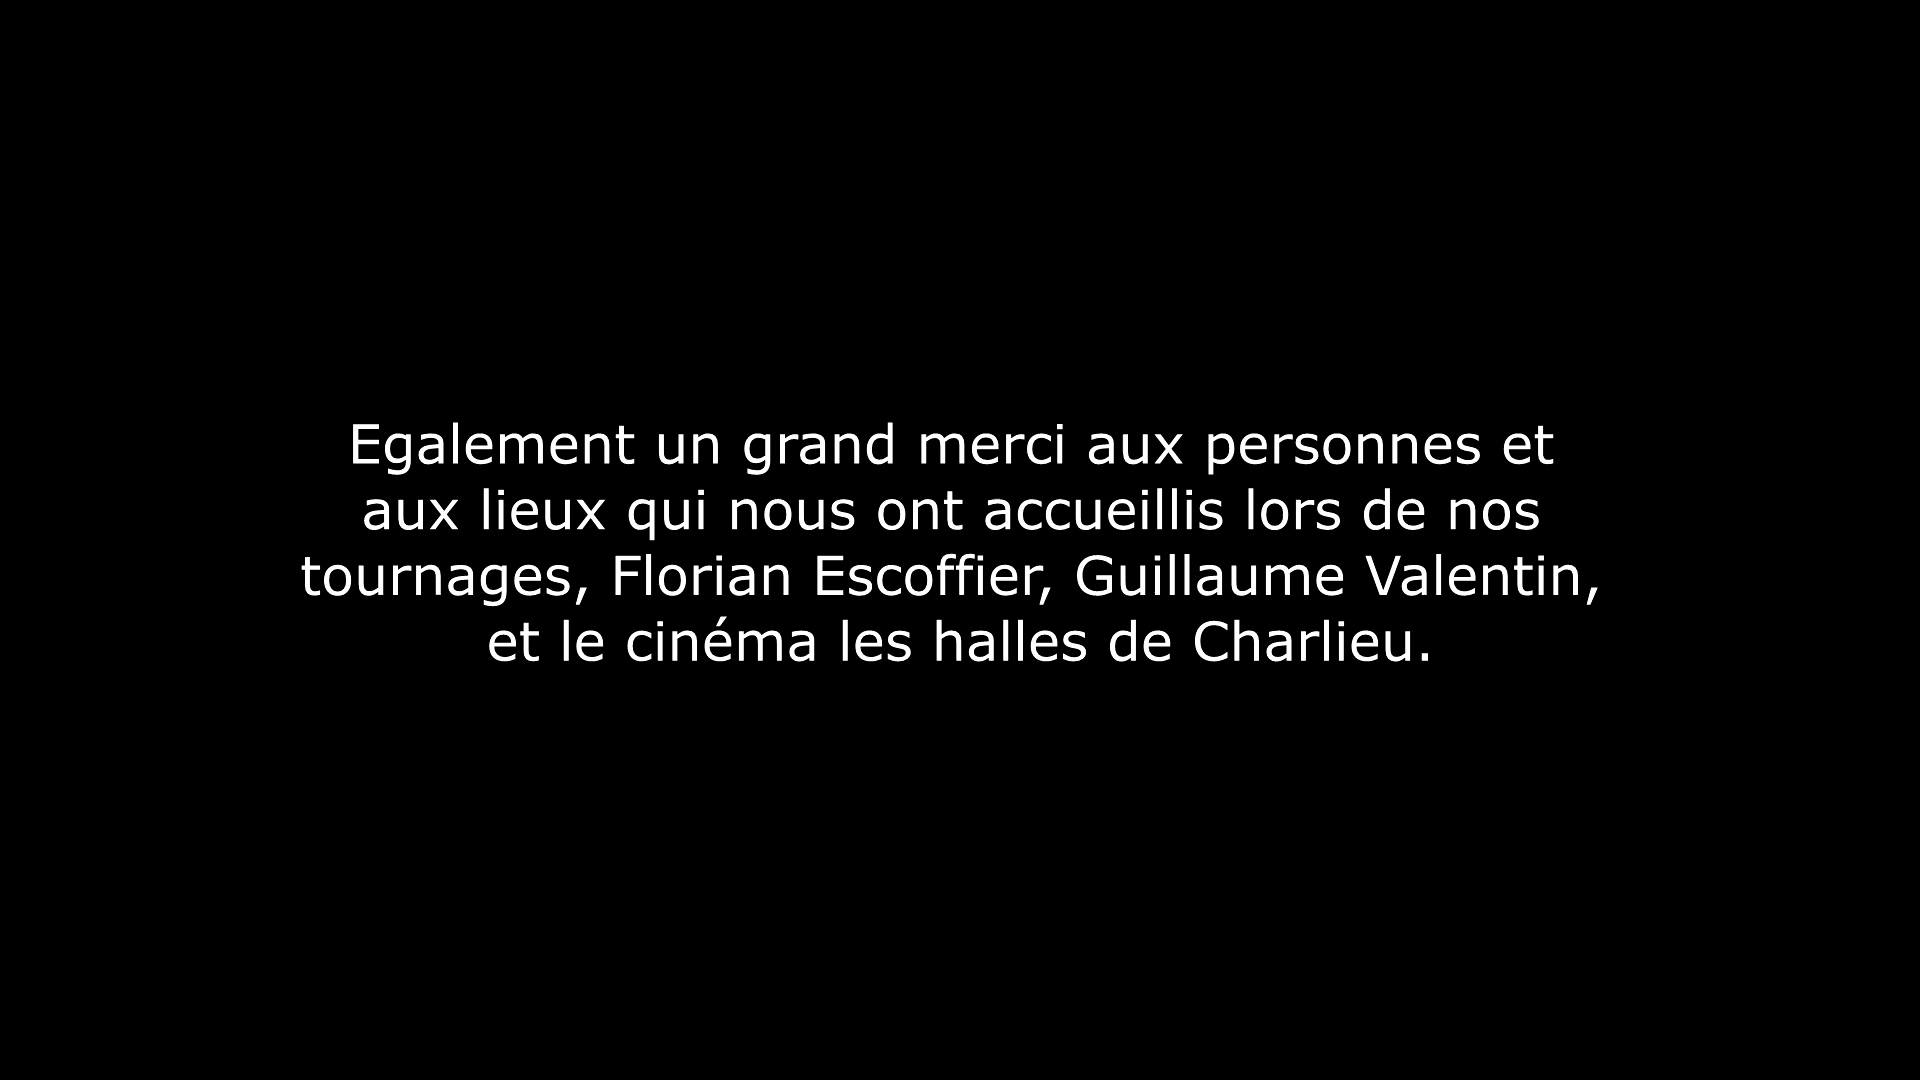 Egalement un grand merci aux personnes et
aux lieux qui nous ont accueillis lors de nos
tournages, Florian Escoffier, Guillaume Valentin,
et le cinéma les halles de Charlieu.